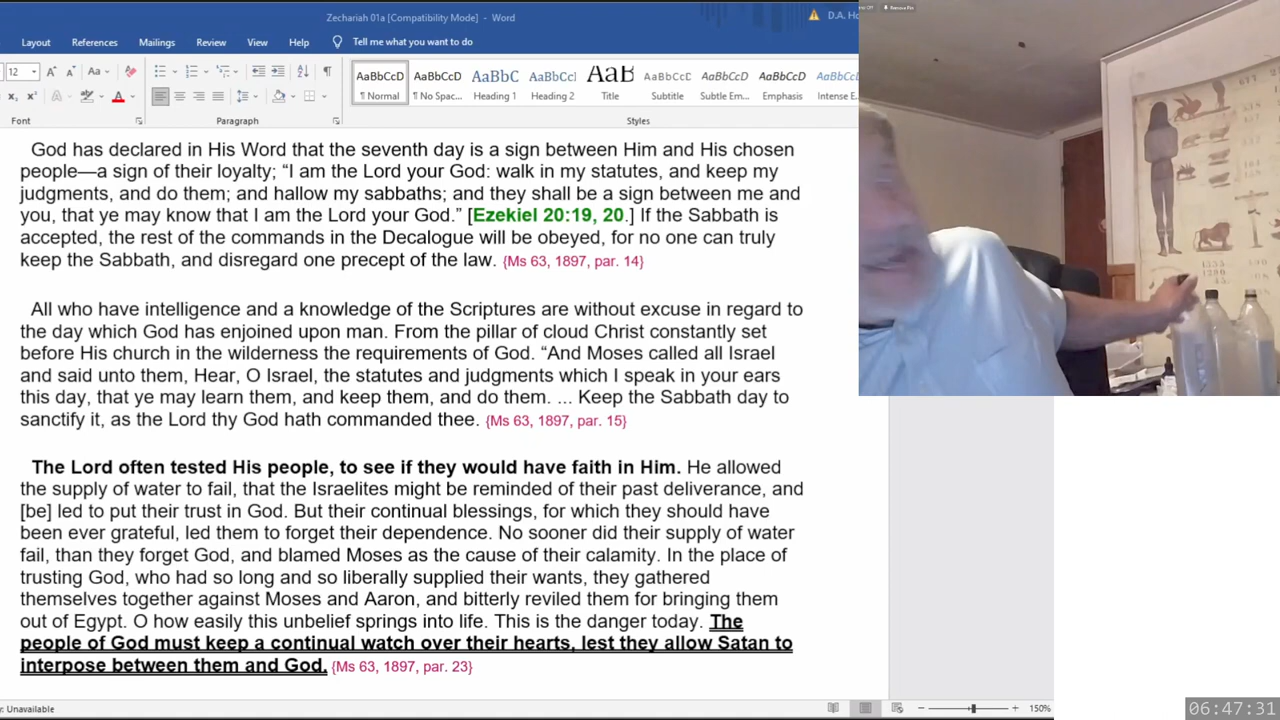 Zechariah 01a [Compatibility Mode] - Word
D.A. Ho
Layout References Mailings Review View Help Tell me what you want to do
12
Aa
AaBbCcD AaBbCcD AaBbC AaBbCcI AaB AaBbCcD AaBbCcD AaBbCcD AaBbCcL
¶ Normal ¶ No Spac... Heading 1 Heading 2 Title Subtitle Subtle Em... Emphasis Intense E...
Font Paragraph Styles
God has declared in His Word that the seventh day is a sign between Him and His chosen
people—a sign of their loyalty; “I am the Lord your God: walk in my statutes, and keep my
judgments, and do them; and hallow my sabbaths; and they shall be a sign between me and
you, that ye may know that I am the Lord your God.” [Ezekiel 20:19, 20.] If the Sabbath is
accepted, the rest of the commands in the Decalogue will be obeyed, for no one can truly
keep the Sabbath, and disregard one precept of the law. {Ms 63, 1897, par. 14}
All who have intelligence and a knowledge of the Scriptures are without excuse in regard to
the day which God has enjoined upon man. From the pillar of cloud Christ constantly set
before His church in the wilderness the requirements of God. “And Moses called all Israel
and said unto them, Hear, O Israel, the statutes and judgments which I speak in your ears
this day, that ye may learn them, and keep them, and do them. ... Keep the Sabbath day to
sanctify it, as the Lord thy God hath commanded thee. {Ms 63, 1897, par. 15}
The Lord often tested His people, to see if they would have faith in Him. He allowed
the supply of water to fail, that the Israelites might be reminded of their past deliverance, and
[be] led to put their trust in God. But their continual blessings, for which they should have
been ever grateful, led them to forget their dependence. No sooner did their supply of water
fail, than they forget God, and blamed Moses as the cause of their calamity. In the place of
trusting God, who had so long and so liberally supplied their wants, they gathered
themselves together against Moses and Aaron, and bitterly reviled them for bringing them
out of Egypt. O how easily this unbelief springs into life. This is the danger today. The
people of God must keep a continual watch over their hearts, lest they allow Satan to
interpose between them and God. {Ms 63, 1897, par. 23}
y: Unavailable
150%
06:47:31